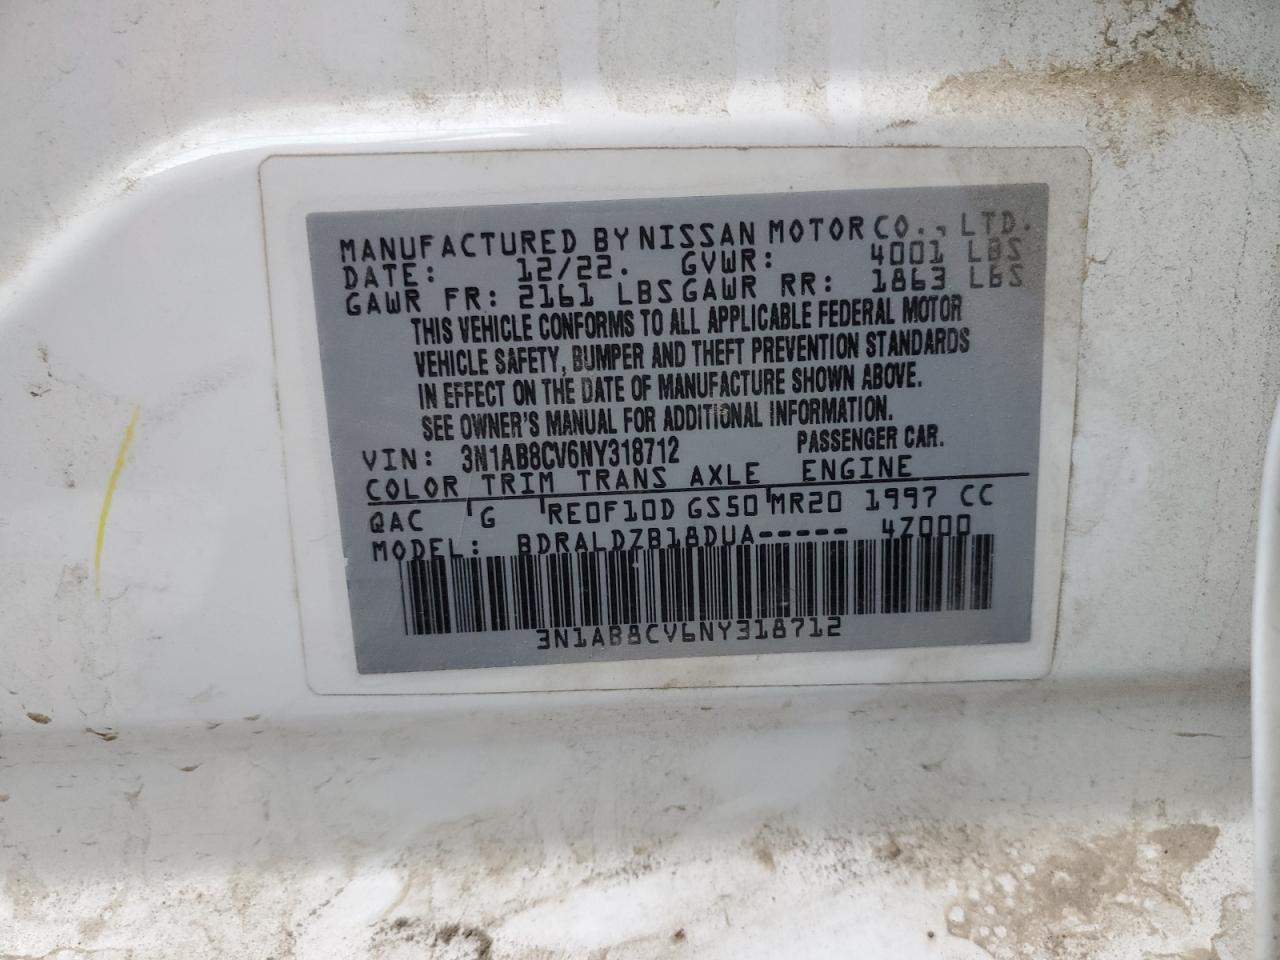 MANUFACTURED BY NISSAN MOTOR CO., LTD.
DATE: 12/22. GVWR: 4001 LBS
GAWR FR: 2161 LBS GAWR RR: 1863 LBS
THIS VEHICLE CONFORMS TO ALL APPLICABLE FEDERAL MOTOR
VEHICLE SAFETY, BUMPER AND THEFT PREVENTION STANDARDS
IN EFFECT ON THE DATE OF MANUFACTURE SHOWN ABOVE.
SEE OWNER'S MANUAL FOR ADDITIONAL INFORMATION.
VIN: 3N1AB8CV6NY318712 PASSENGER CAR.
COLOR TRIM TRANS AXLE ENGINE
QAC G RE0F10D GS50 MR20 1997 CC
MODEL: BDRALDZB18DUA----- 4Z000
3N1AB8CV6NY318712